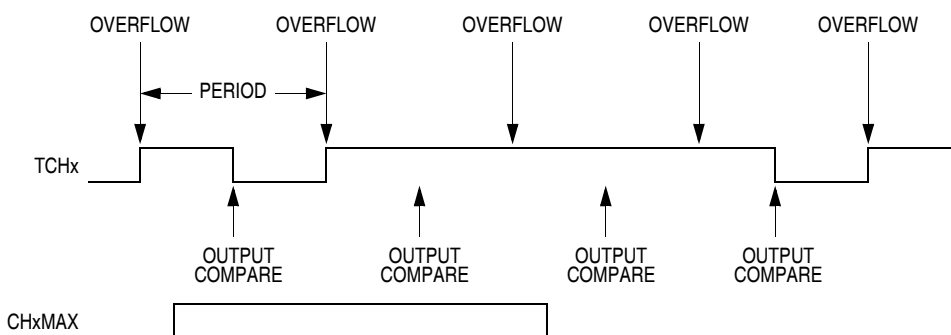 OVERFLOW OVERFLOW OVERFLOW OVERFLOW OVERFLOW
PERIOD
TCHx
OUTPUT COMPARE
OUTPUT COMPARE
OUTPUT COMPARE
OUTPUT COMPARE
CHxMAX